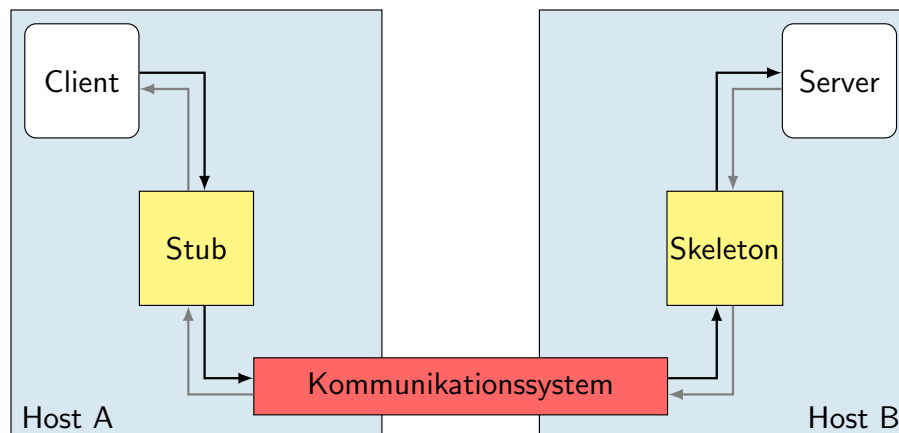 Client
Server
Stub
Skeleton
Kommunikationssystem
Host A
Host B